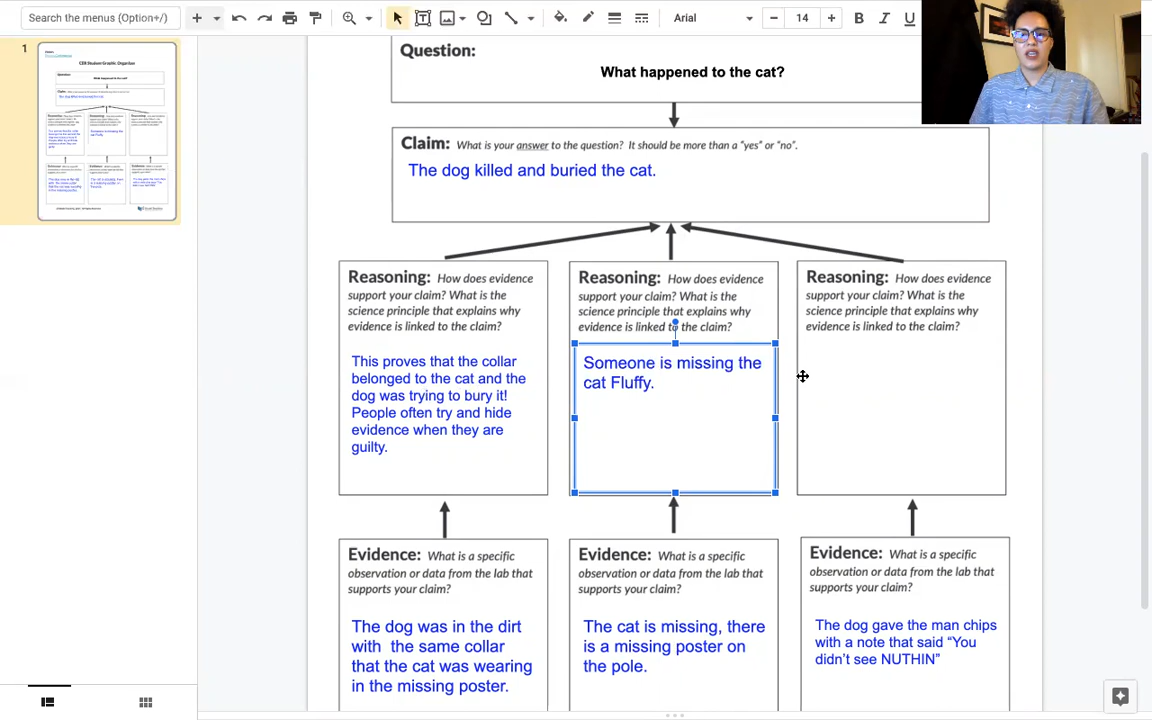 Search the menus (Option+/)
Arial
14
B
I
U
1
Question:
What happened to the cat?
Claim: What is your answer to the question? It should be more than a “yes” or “no”.
The dog killed and buried the cat.
Reasoning: How does evidence
support your claim? What is the
science principle that explains why
evidence is linked to the claim?
This proves that the collar
belonged to the cat and the
dog was trying to bury it!
People often try and hide
evidence when they are
guilty.
Reasoning: How does evidence
support your claim? What is the
science principle that explains why
evidence is linked to the claim?
Someone is missing the
cat Fluffy.
Reasoning: How does evidence
support your claim? What is the
science principle that explains why
evidence is linked to the claim?
Evidence: What is a specific
observation or data from the lab that
supports your claim?
The dog was in the dirt
with the same collar
that the cat was wearing
in the missing poster.
Evidence: What is a specific
observation or data from the lab that
supports your claim?
The cat is missing, there
is a missing poster on
the pole.
Evidence: What is a specific
observation or data from the lab that
supports your claim?
The dog gave the man chips
with a note that said “You
didn’t see NUTHIN”